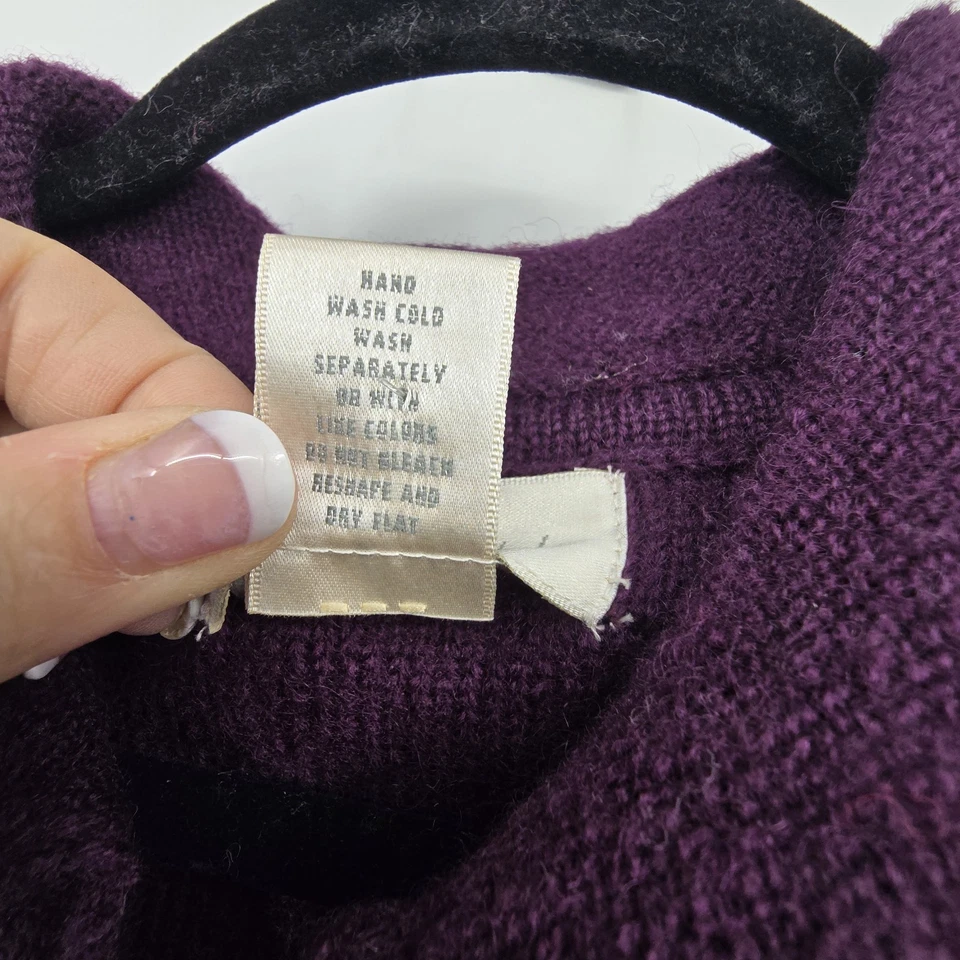 HAND
WASH COLD
WASH
SEPARATELY
OR WITH
LIKE COLORS
DO NOT BLEACH
RESHAPE AND
DRY FLAT